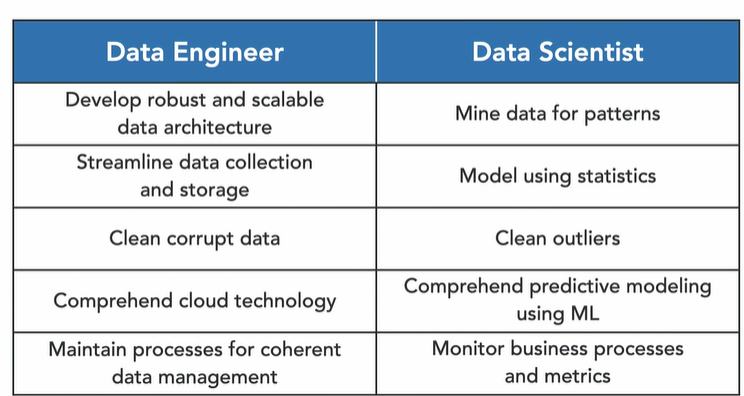 Data Engineer
Data Scientist
Develop robust and scalable
data architecture
Mine data for patterns
Streamline data collection
and storage
Model using statistics
Clean corrupt data
Clean outliers
Comprehend cloud technology
Comprehend predictive modeling
using ML
Maintain processes for coherent
data management
Monitor business processes
and metrics